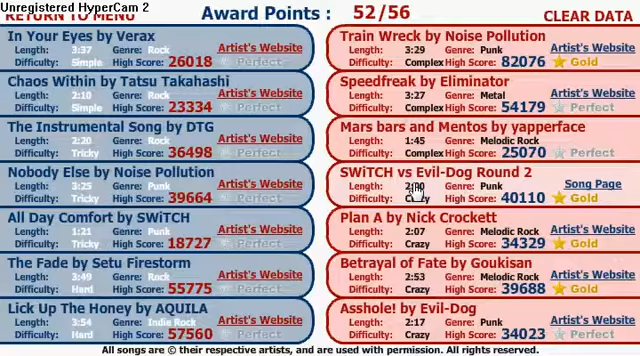 Unregistered HyperCam 2
RETURN TO MENU
Award Points : 52/56
CLEAR DATA
In Your Eyes by Verax
Length: 3:37 Genre: Rock Artist's Website
Difficulty: Simple High Score: 26018 Perfect
Chaos Within by Tatsu Takahashi
Length: 2:10 Genre: Rock Artist's Website
Difficulty: Simple High Score: 23334 Perfect
The Instrumental Song by DTG
Length: 2:20 Genre: Rock Artist's Website
Difficulty: Tricky High Score: 36498 Perfect
Nobody Else by Noise Pollution
Length: 3:25 Genre: Punk Artist's Website
Difficulty: Tricky High Score: 39664 Perfect
All Day Comfort by SWiTCH
Length: 1:21 Genre: Punk Artist's Website
Difficulty: Tricky High Score: 18727 Perfect
The Fade by Setu Firestorm
Length: 3:49 Genre: Rock Artist's Website
Difficulty: Hard High Score: 55775 Perfect
Lick Up The Honey by AQUILA
Length: 3:54 Genre: Indie Rock Artist's Website
Difficulty: Hard High Score: 57560 Perfect
Train Wreck by Noise Pollution
Length: 3:29 Genre: Punk Artist's Website
Difficulty: Complex High Score: 82076 Gold
Speedfreak by Eliminator
Length: 3:27 Genre: Metal Artist's Website
Difficulty: Complex High Score: 54179 Perfect
Mars bars and Mentos by yapperface
Length: 1:45 Genre: Melodic Rock
Difficulty: Complex High Score: 25070 Perfect
SWiTCH vs Evil-Dog Round 2
Length: Genre: Punk Song Page
Difficulty: Crazy High Score: 40110 Gold
Plan A by Nick Crockett
Length: 2:07 Genre: Melodic Rock Artist's Website
Difficulty: Crazy High Score: 34329 Gold
Betrayal of Fate by Goukisan
Length: 2:53 Genre: Melodic Rock Artist's Website
Difficulty: Crazy High Score: 39688 Gold
Asshole! by Evil-Dog
Length: 2:17 Genre: Punk Artist's Website
Difficulty: Crazy High Score: 34023 Perfect
All songs are © their respective artists, and are used with permission. All rights reserved.